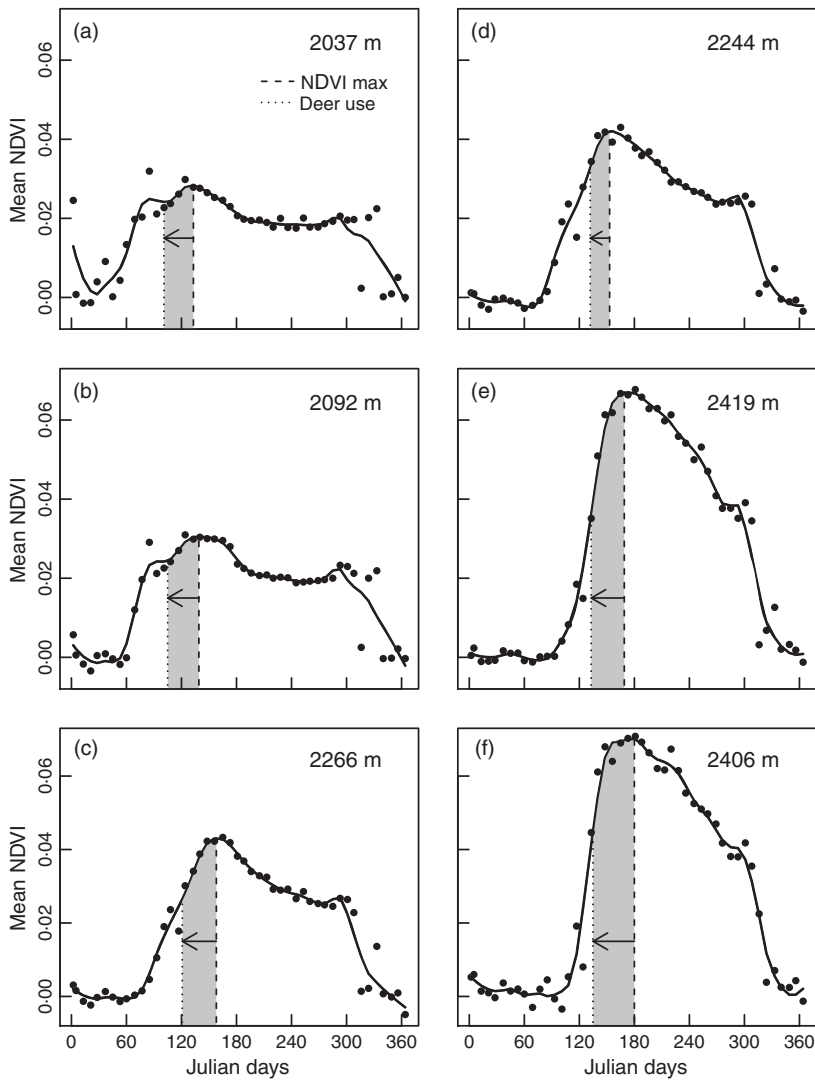 (a)
2037 m
NDVI max
Deer use
Mean NDVI
0.00
0.02
0.04
0.06
(d)
2244 m
(b)
2092 m
Mean NDVI
0.00
0.02
0.04
0.06
(e)
2419 m
(c)
2266 m
Mean NDVI
0.00
0.02
0.04
0.06
0 60 120 180 240 300 360
Julian days
(f)
2406 m
0 60 120 180 240 300 360
Julian days